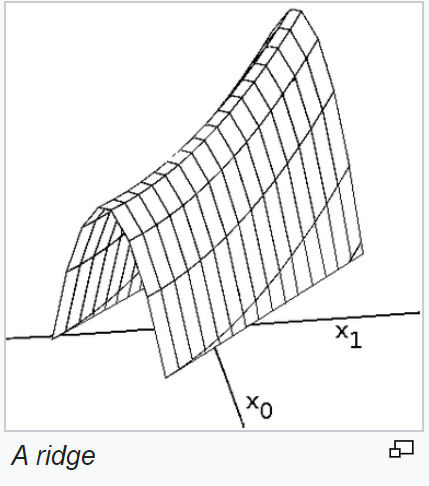 x₁
x₀
A ridge